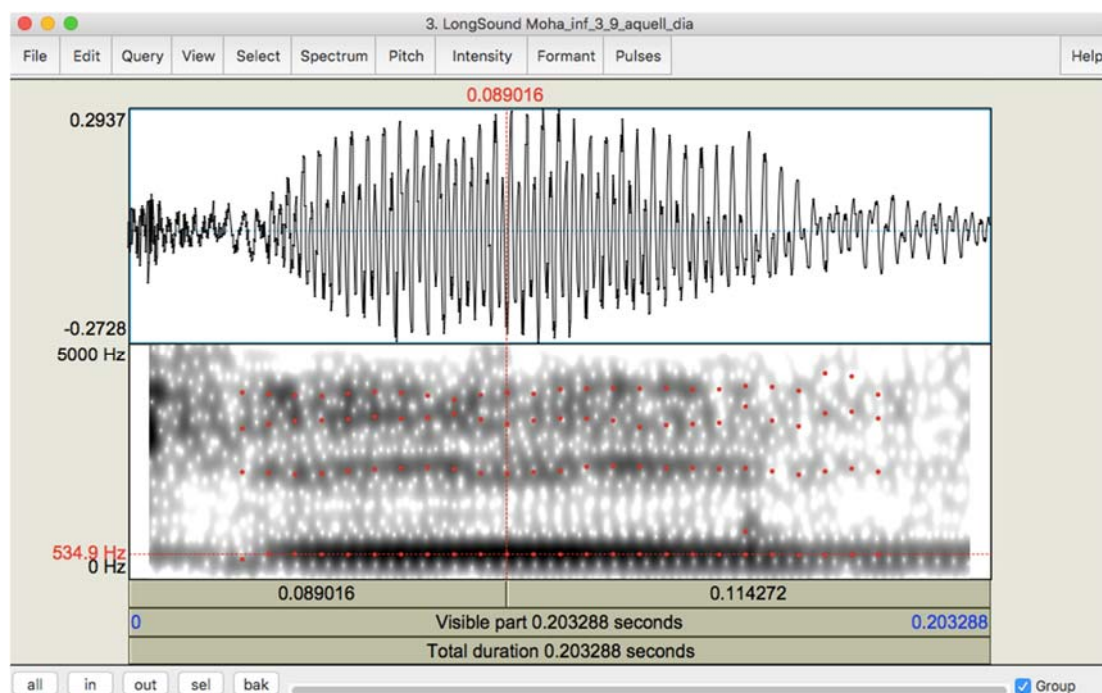 3. LongSound Moha_inf_3_9_aquell_dia
File Edit Query View Select Spectrum Pitch Intensity Formant Pulses Help
0.089016
0.2937
-0.2728
5000 Hz
534.9 Hz
0 Hz
0.089016 0.114272
0 Visible part 0.203288 seconds 0.203288
Total duration 0.203288 seconds
all in out sel bak Group